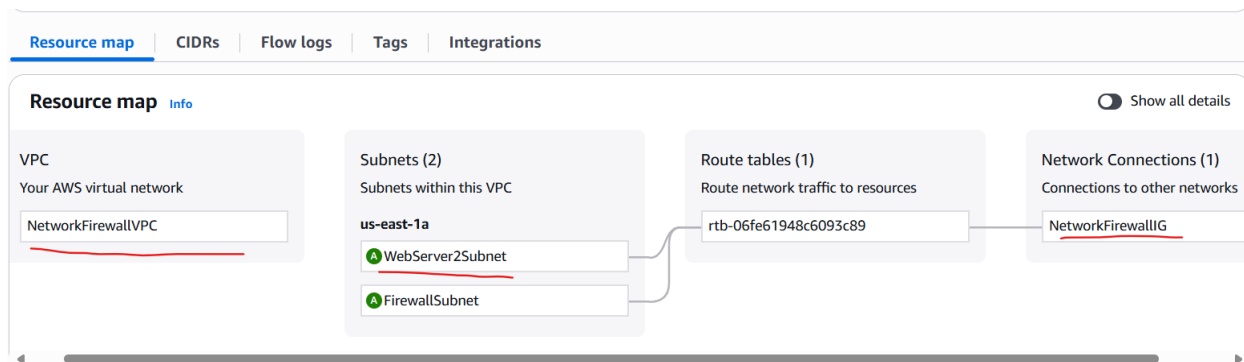 Resource map
CIDRs
Flow logs
Tags
Integrations
Resource map Info
Show all details
VPC
Your AWS virtual network
NetworkFirewallVPC
Subnets (2)
Subnets within this VPC
us-east-1a
A WebServer2Subnet
A FirewallSubnet
Route tables (1)
Route network traffic to resources
rtb-06fe61948c6093c89
Network Connections (1)
Connections to other networks
NetworkFirewallIG